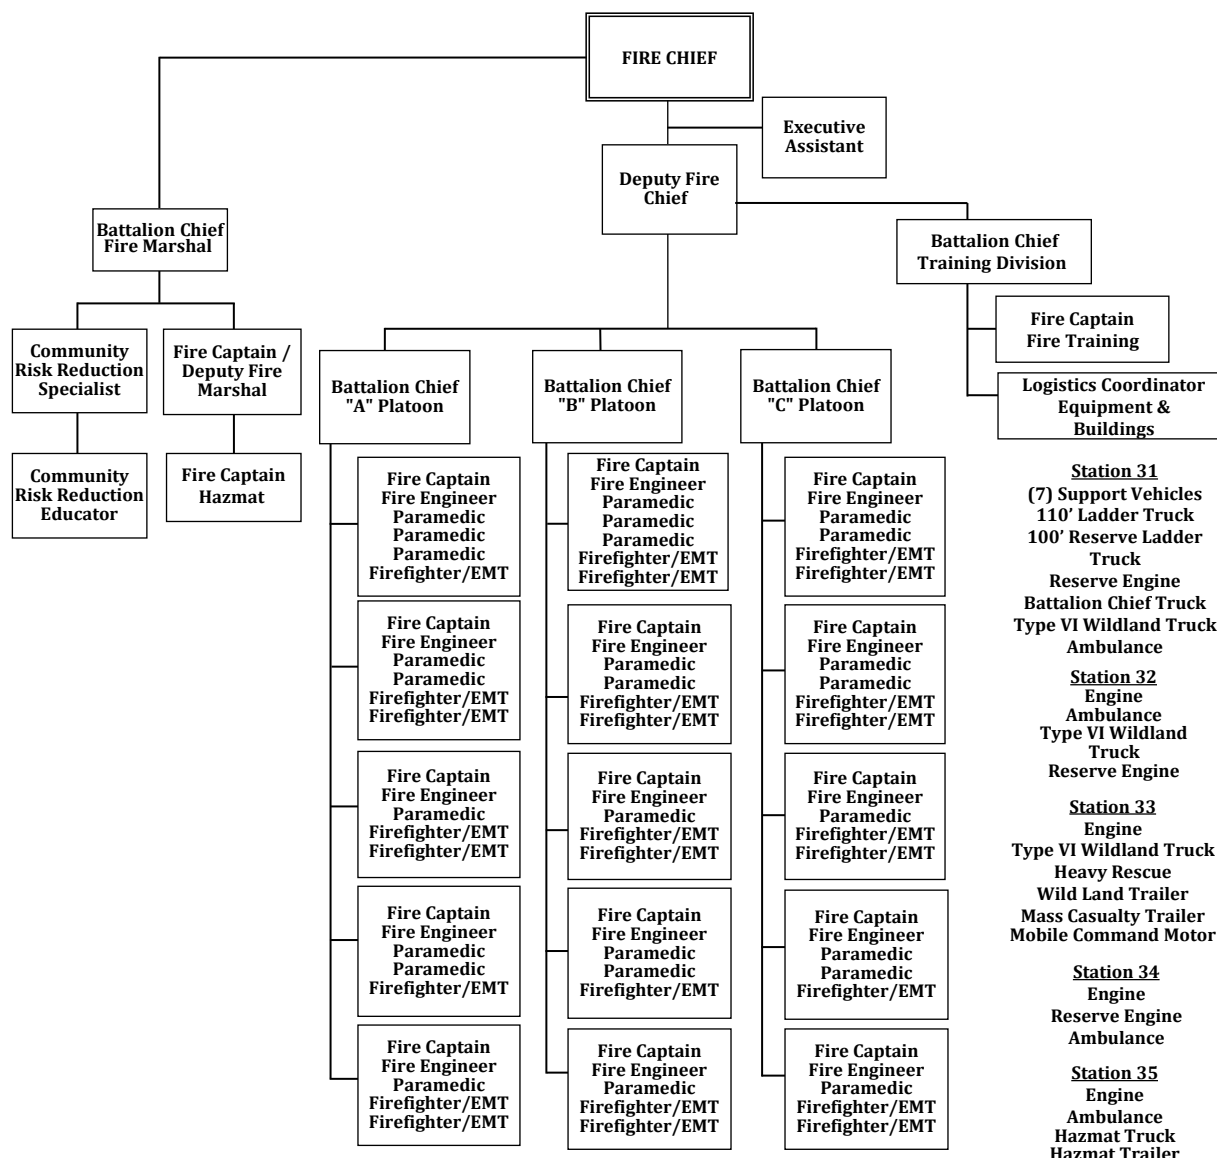 FIRE CHIEF
Executive
Assistant
Deputy Fire
Chief
Battalion Chief
Fire Marshal
Battalion Chief
Training Division
Community
Risk Reduction
Specialist
Fire Captain /
Deputy Fire
Marshal
Community
Risk Reduction
Educator
Fire Captain
Hazmat
Fire Captain
Fire Training
Logistics Coordinator
Equipment &
Buildings
Battalion Chief
"A" Platoon
Fire Captain
Fire Engineer
Paramedic
Paramedic
Paramedic
Firefighter/EMT
Fire Captain
Fire Engineer
Paramedic
Paramedic
Firefighter/EMT
Firefighter/EMT
Fire Captain
Fire Engineer
Paramedic
Firefighter/EMT
Firefighter/EMT
Fire Captain
Fire Engineer
Paramedic
Paramedic
Firefighter/EMT
Fire Captain
Fire Engineer
Paramedic
Firefighter/EMT
Firefighter/EMT
Battalion Chief
"B" Platoon
Fire Captain
Fire Engineer
Paramedic
Paramedic
Paramedic
Firefighter/EMT
Firefighter/EMT
Fire Captain
Fire Engineer
Paramedic
Paramedic
Firefighter/EMT
Firefighter/EMT
Fire Captain
Fire Engineer
Paramedic
Firefighter/EMT
Firefighter/EMT
Fire Captain
Fire Engineer
Paramedic
Paramedic
Firefighter/EMT
Fire Captain
Fire Engineer
Paramedic
Firefighter/EMT
Firefighter/EMT
Battalion Chief
"C" Platoon
Fire Captain
Fire Engineer
Paramedic
Paramedic
Firefighter/EMT
Firefighter/EMT
Fire Captain
Fire Engineer
Paramedic
Paramedic
Firefighter/EMT
Firefighter/EMT
Fire Captain
Fire Engineer
Paramedic
Firefighter/EMT
Firefighter/EMT
Fire Captain
Fire Engineer
Paramedic
Paramedic
Firefighter/EMT
Fire Captain
Fire Engineer
Paramedic
Firefighter/EMT
Firefighter/EMT
Station 31
(7) Support Vehicles
110’ Ladder Truck
100’ Reserve Ladder
Truck
Reserve Engine
Battalion Chief Truck
Type VI Wildland Truck
Ambulance
Station 32
Engine
Ambulance
Type VI Wildland
Truck
Reserve Engine
Station 33
Engine
Type VI Wildland Truck
Heavy Rescue
Wild Land Trailer
Mass Casualty Trailer
Mobile Command Motor
Station 34
Engine
Reserve Engine
Ambulance
Station 35
Engine
Ambulance
Hazmat Truck
Hazmat Trailer